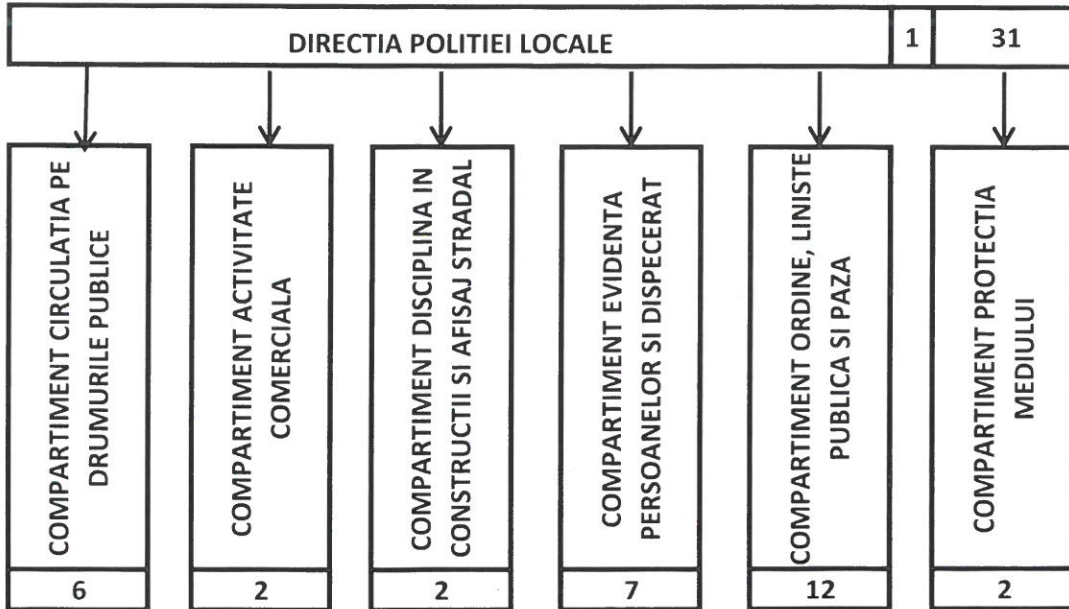 DIRECTIA POLITIEI LOCALE
1
31
COMPARTIMENT CIRCULATIA PE
DRUMURILE PUBLICE
6
COMPARTIMENT ACTIVITATE
COMERCIALA
2
COMPARTIMENT DISCIPLINA IN
CONSTRUCTII SI AFISAJ STRADAL
2
COMPARTIMENT EVIDENTA
PERSOANELOR SI DISPECERAT
7
COMPARTIMENT ORDINE, LINISTE
PUBLICA SI PAZA
12
COMPARTIMENT PROTECTIA
MEDIULUI
2